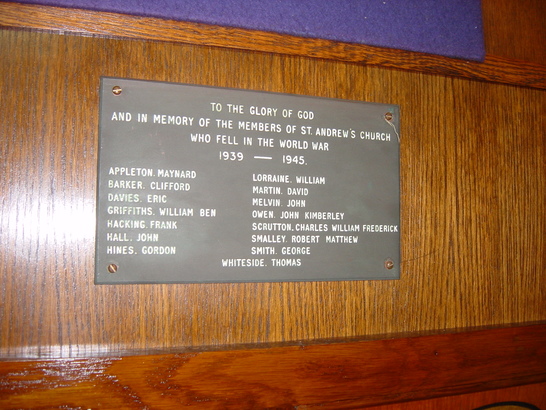 TO THE GLORY OF GOD
AND IN MEMORY OF THE MEMBERS OF ST. ANDREW'S CHURCH
WHO FELL IN THE WORLD WAR
1939 — 1945.
APPLETON. MAYNARD
BARKER. CLIFFORD
DAVIES. ERIC
GRIFFITHS. WILLIAM BEN
HACKING. FRANK
HALL. JOHN
HINES. GORDON
LORRAINE. WILLIAM
MARTIN. DAVID
MELVIN. JOHN
OWEN. JOHN KIMBERLEY
SCRUTTON. CHARLES WILLIAM FREDERICK
SMALLEY. ROBERT MATTHEW
SMITH. GEORGE
WHITESIDE. THOMAS